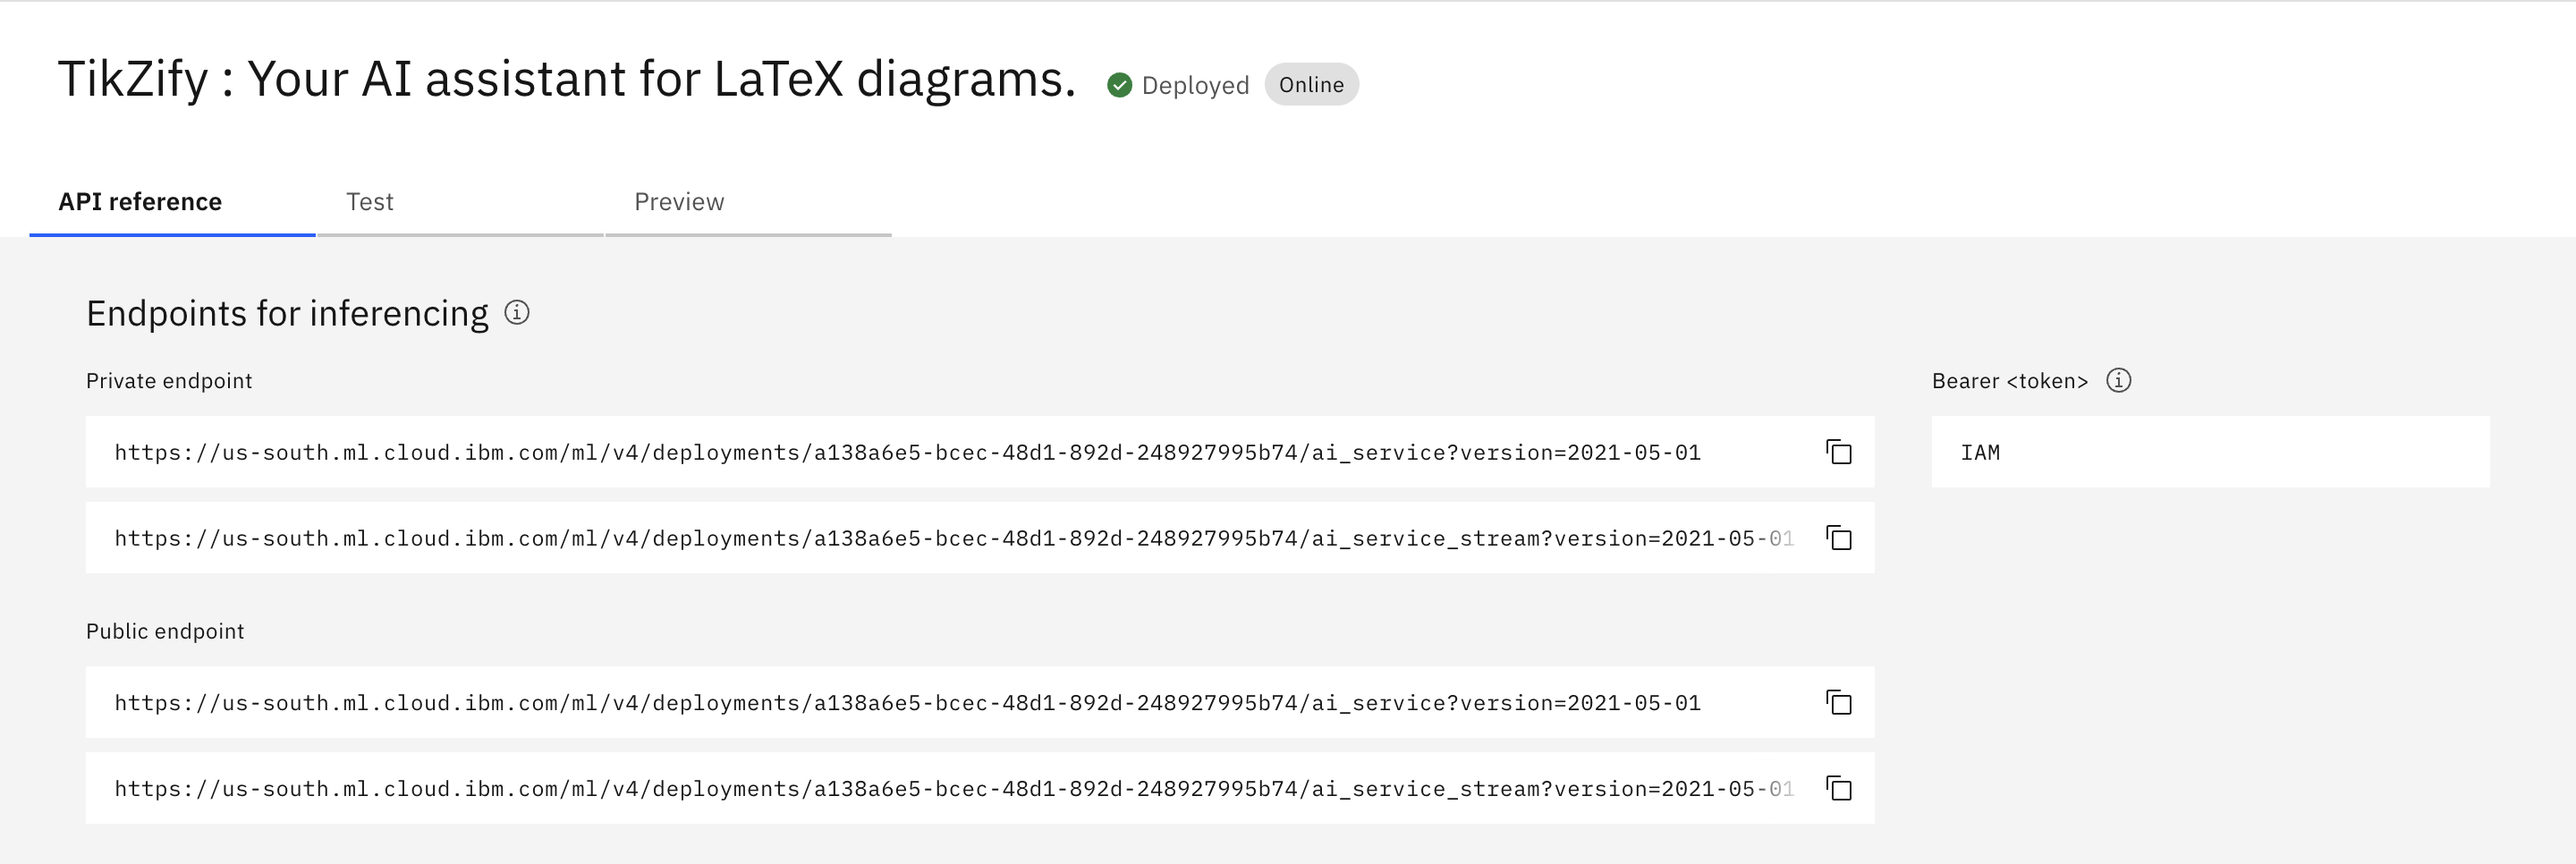 TikZify : Your AI assistant for LaTeX diagrams. Deployed Online
API reference Test Preview
Endpoints for inferencing
Private endpoint
Bearer <token>
https://us-south.ml.cloud.ibm.com/ml/v4/deployments/a138a6e5-bcec-48d1-892d-248927995b74/ai_service?version=2021-05-01
IAM
https://us-south.ml.cloud.ibm.com/ml/v4/deployments/a138a6e5-bcec-48d1-892d-248927995b74/ai_service_stream?version=2021-05-01
Public endpoint
https://us-south.ml.cloud.ibm.com/ml/v4/deployments/a138a6e5-bcec-48d1-892d-248927995b74/ai_service?version=2021-05-01
https://us-south.ml.cloud.ibm.com/ml/v4/deployments/a138a6e5-bcec-48d1-892d-248927995b74/ai_service_stream?version=2021-05-01